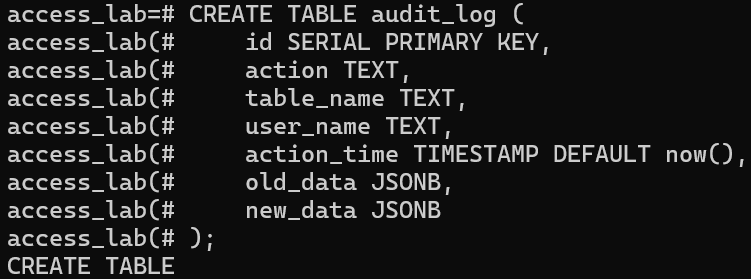 access_lab=# CREATE TABLE audit_log (
access_lab(#     id SERIAL PRIMARY KEY,
access_lab(#     action TEXT,
access_lab(#     table_name TEXT,
access_lab(#     user_name TEXT,
access_lab(#     action_time TIMESTAMP DEFAULT now(),
access_lab(#     old_data JSONB,
access_lab(#     new_data JSONB
access_lab(# );
CREATE TABLE